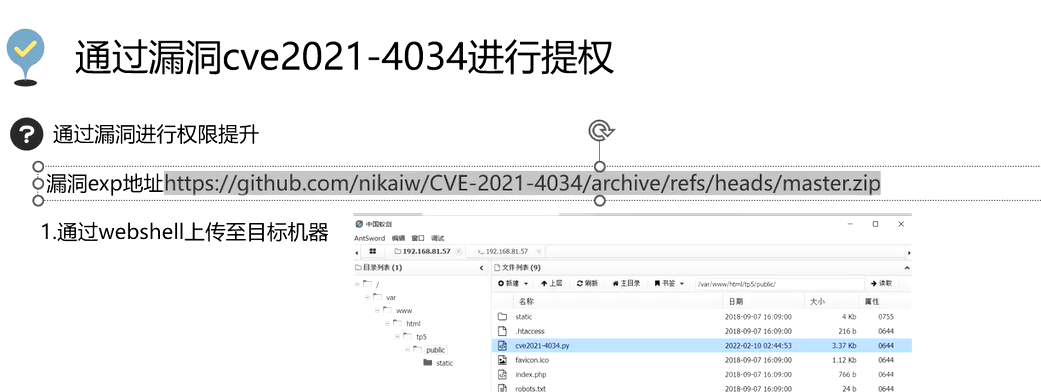 通过漏洞cve2021-4034进行提权
?
通过漏洞进行权限提升
漏洞exp地址https://github.com/nikaiw/CVE-2021-4034/archive/refs/heads/master.zip
1.通过webshell上传至目标机器
中国蚁剑
AntSword 编辑 窗口 调试
192.168.81.57 192.168.81.57
目录列表 (1) 文件列表 (9)
新建 上层 刷新 主目录 书签 /var/www/html/tp5/public/ 读取
名称 日期 大小 属性
/
var
www
html
tp5
public
static
static 2018-09-07 16:09:00 4 Kb 0755
.htaccess 2018-09-07 16:09:00 216 b 0644
cve2021-4034.py 2022-02-10 02:44:53 3.37 Kb 0644
favicon.ico 2018-09-07 16:09:00 1.12 Kb 0644
index.php 2018-09-07 16:09:00 766 b 0644
robots.txt 2018-09-07 16:09:00 24 b 0644